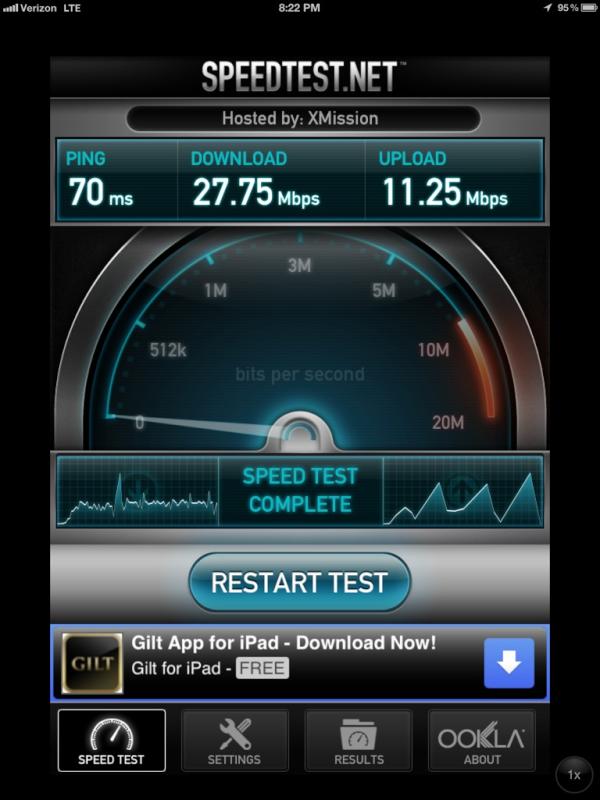 Verizon LTE 8:22 PM 95%
SPEEDTEST.NET™
Hosted by: XMission
PING DOWNLOAD UPLOAD
70 ms 27.75 Mbps 11.25 Mbps
3M
1M 5M
512k 10M
bits per second
0 20M
SPEED TEST
COMPLETE
RESTART TEST
GILT
Gilt App for iPad - Download Now!
Gilt for iPad - FREE
SPEED TEST SETTINGS RESULTS OOKLA ABOUT
1x